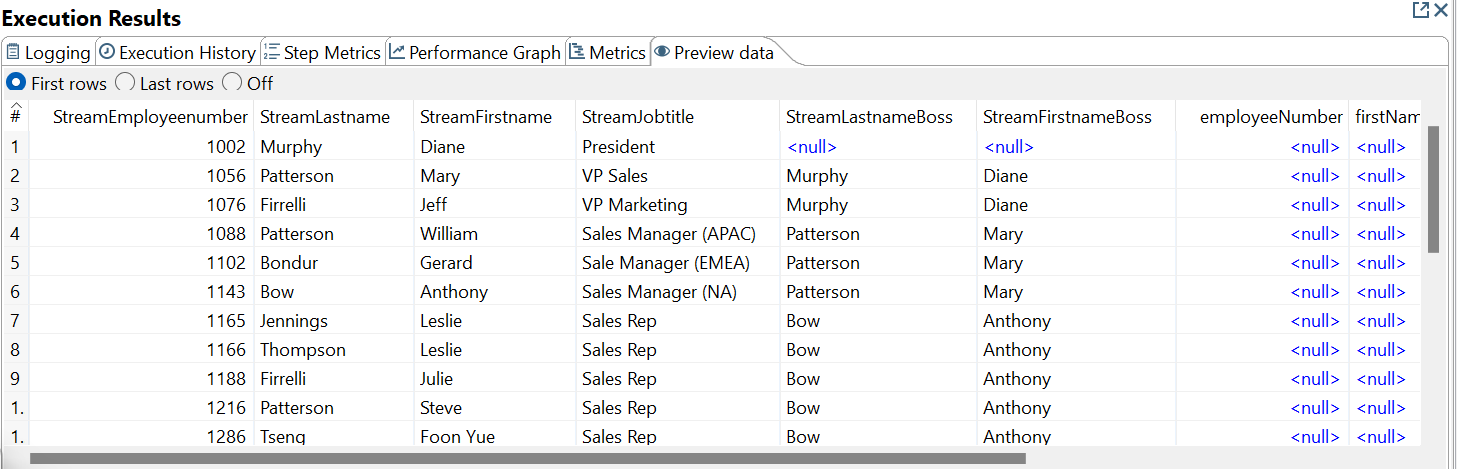 Execution Results
Logging Execution History Step Metrics Performance Graph Metrics Preview data
First rows Last rows Off
# StreamEmployeenumber StreamLastname StreamFirstname StreamJobtitle StreamLastnameBoss StreamFirstnameBoss employeeNumber firstNam
1 1002 Murphy Diane President <null> <null> <null> <null>
2 1056 Patterson Mary VP Sales Murphy Diane <null> <null>
3 1076 Firrelli Jeff VP Marketing Murphy Diane <null> <null>
4 1088 Patterson William Sales Manager (APAC) Patterson Mary <null> <null>
5 1102 Bondur Gerard Sale Manager (EMEA) Patterson Mary <null> <null>
6 1143 Bow Anthony Sales Manager (NA) Patterson Mary <null> <null>
7 1165 Jennings Leslie Sales Rep Bow Anthony <null> <null>
8 1166 Thompson Leslie Sales Rep Bow Anthony <null> <null>
9 1188 Firrelli Julie Sales Rep Bow Anthony <null> <null>
1. 1216 Patterson Steve Sales Rep Bow Anthony <null> <null>
1. 1286 Tseng Foon Yue Sales Rep Bow Anthony <null> <null>